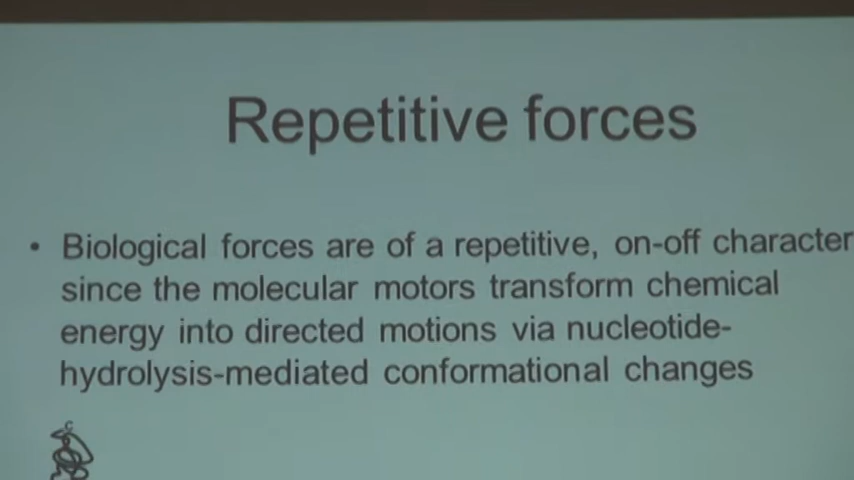 Repetitive forces
• Biological forces are of a repetitive, on-off character
since the molecular motors transform chemical
energy into directed motions via nucleotide-
hydrolysis-mediated conformational changes
C